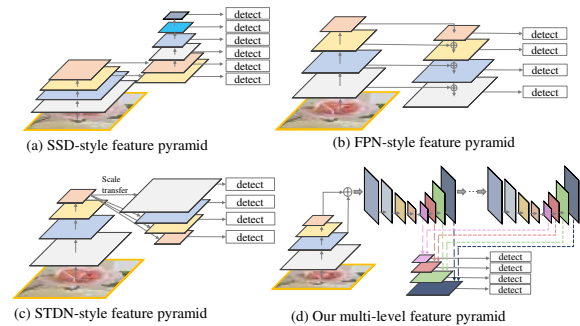 detect
detect
detect
detect
detect
detect
(a) SSD-style feature pyramid
detect
detect
detect
detect
(b) FPN-style feature pyramid
Scale
transfer
detect
detect
detect
detect
(c) STDN-style feature pyramid
...
detect
detect
detect
detect
(d) Our multi-level feature pyramid